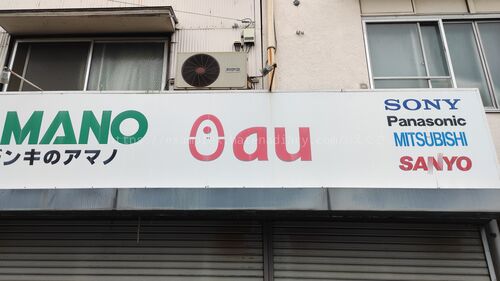 MANO
ンキのアマノ
au
SONY
Panasonic
MITSUBISHI
SANYO